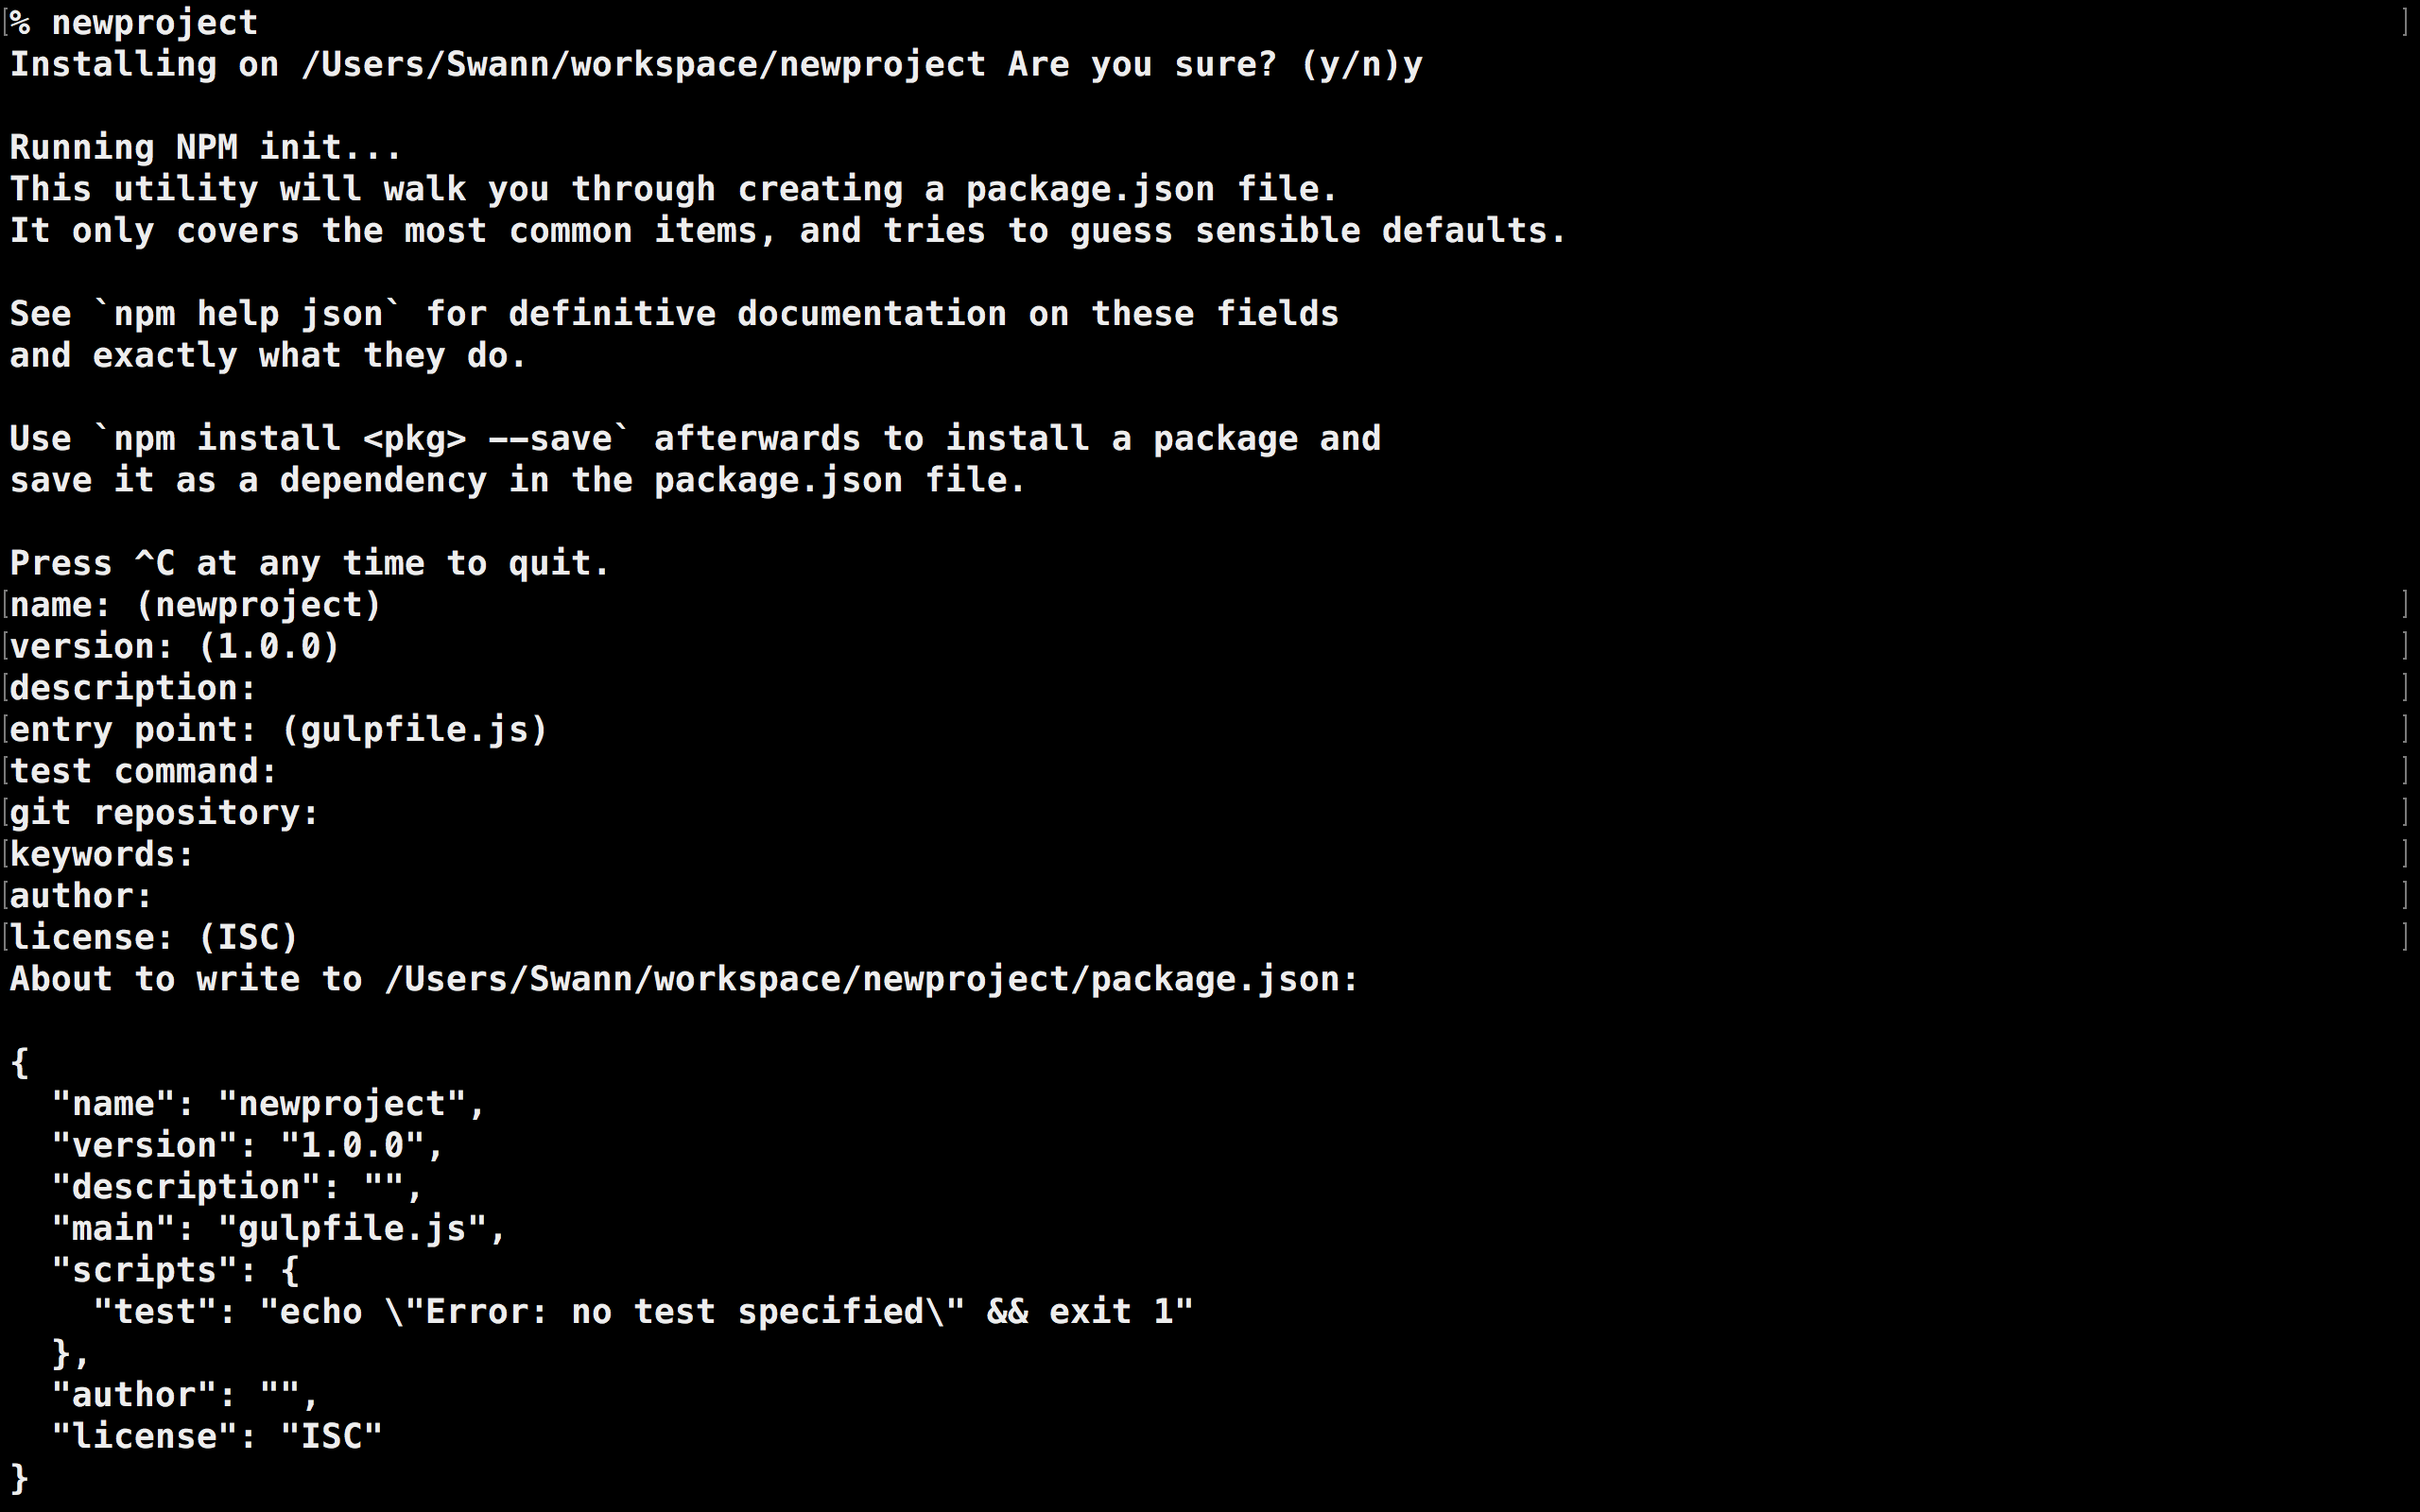 % newproject
Installing on /Users/Swann/workspace/newproject Are you sure? (y/n)y

Running NPM init...
This utility will walk you through creating a package.json file.
It only covers the most common items, and tries to guess sensible defaults.

See `npm help json` for definitive documentation on these fields
and exactly what they do.

Use `npm install <pkg> --save` afterwards to install a package and
save it as a dependency in the package.json file.

Press ^C at any time to quit.
name: (newproject)
version: (1.0.0)
description:
entry point: (gulpfile.js)
test command:
git repository:
keywords:
author:
license: (ISC)
About to write to /Users/Swann/workspace/newproject/package.json:

{
  "name": "newproject",
  "version": "1.0.0",
  "description": "",
  "main": "gulpfile.js",
  "scripts": {
    "test": "echo \"Error: no test specified\" && exit 1"
  },
  "author": "",
  "license": "ISC"
}